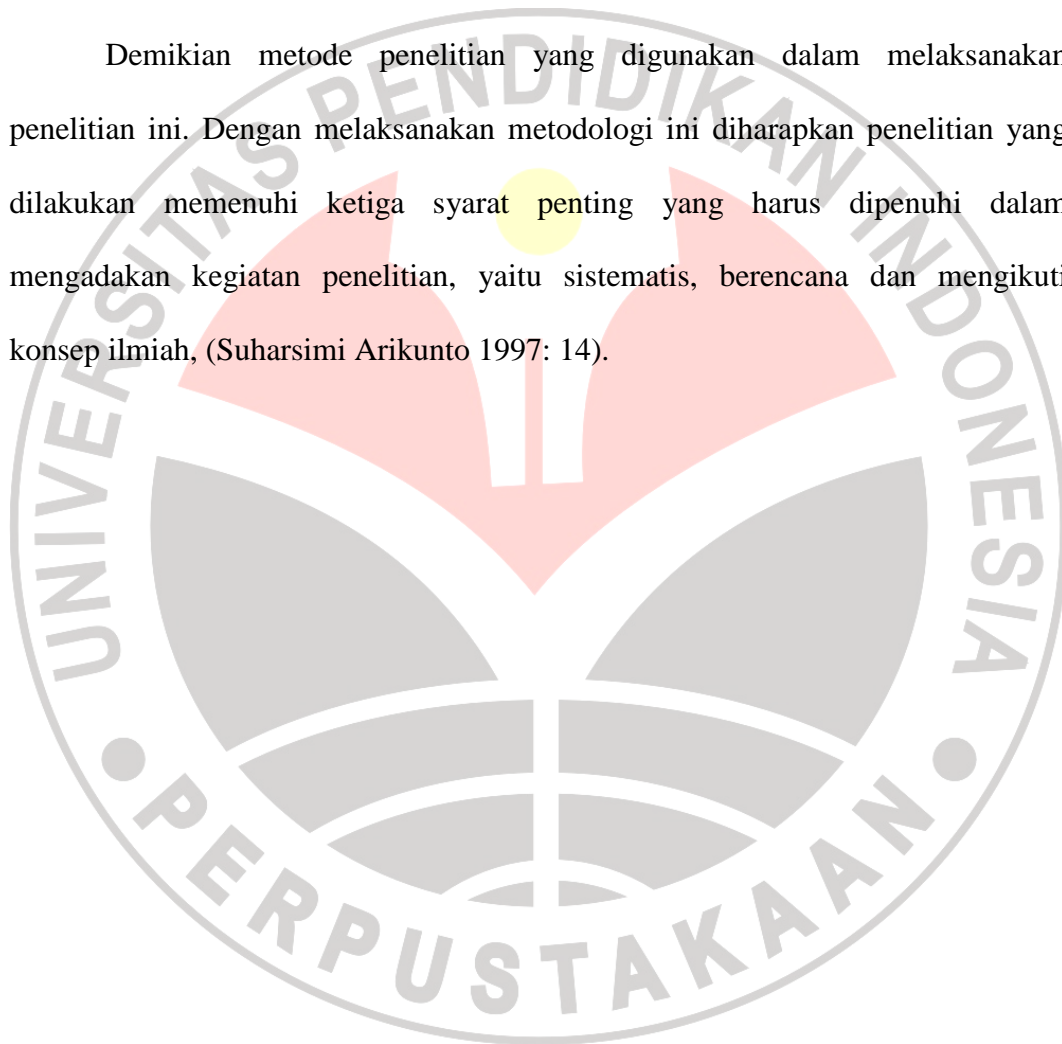 Demikian metode penelitian yang digunakan dalam melaksanakan
penelitian ini. Dengan melaksanakan metodologi ini diharapkan penelitian yang
dilakukan memenuhi ketiga syarat penting yang harus dipenuhi dalam
mengadakan kegiatan penelitian, yaitu sistematis, berencana dan mengikuti
konsep ilmiah, (Suharsimi Arikunto 1997: 14).
UNIVERSITAS PENDIDIKAN INDONESIA
PERPUSTAKAAN